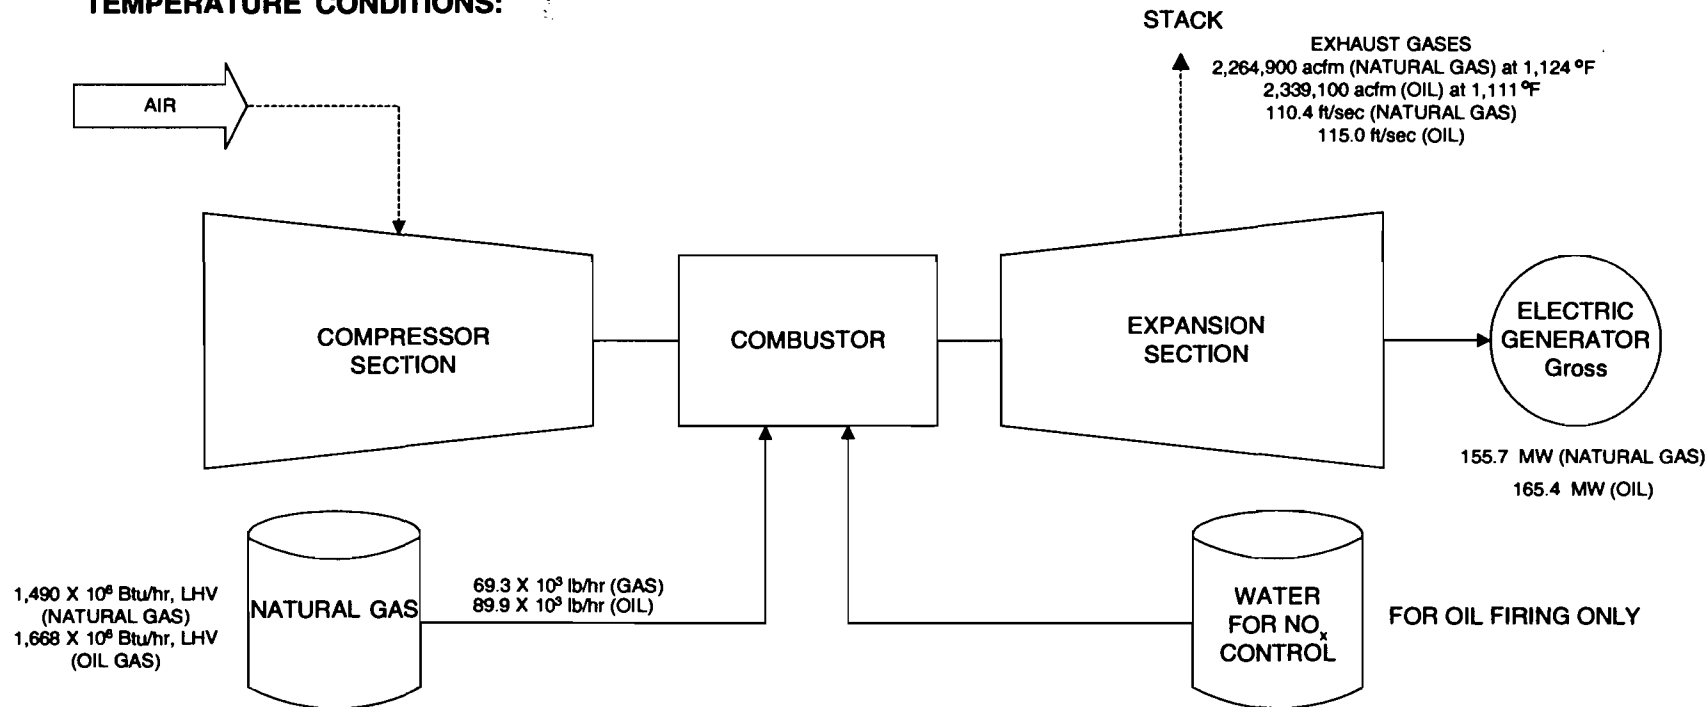 TEMPERATURE CONDITIONS:
STACK
EXHAUST GASES
2,264,900 acfm (NATURAL GAS) at 1,124 ºF
2,339,100 acfm (OIL) at 1,111 ºF
110.4 ft/sec (NATURAL GAS)
115.0 ft/sec (OIL)
AIR
COMPRESSOR
SECTION
COMBUSTOR
EXPANSION
SECTION
ELECTRIC
GENERATOR
Gross
155.7 MW (NATURAL GAS)
165.4 MW (OIL)
1,490 X 10⁶ Btu/hr, LHV
(NATURAL GAS)
1,668 X 10⁶ Btu/hr, LHV
(OIL GAS)
NATURAL GAS
69.3 X 10³ lb/hr (GAS)
89.9 X 10³ lb/hr (OIL)
WATER
FOR NOₓ
CONTROL
FOR OIL FIRING ONLY